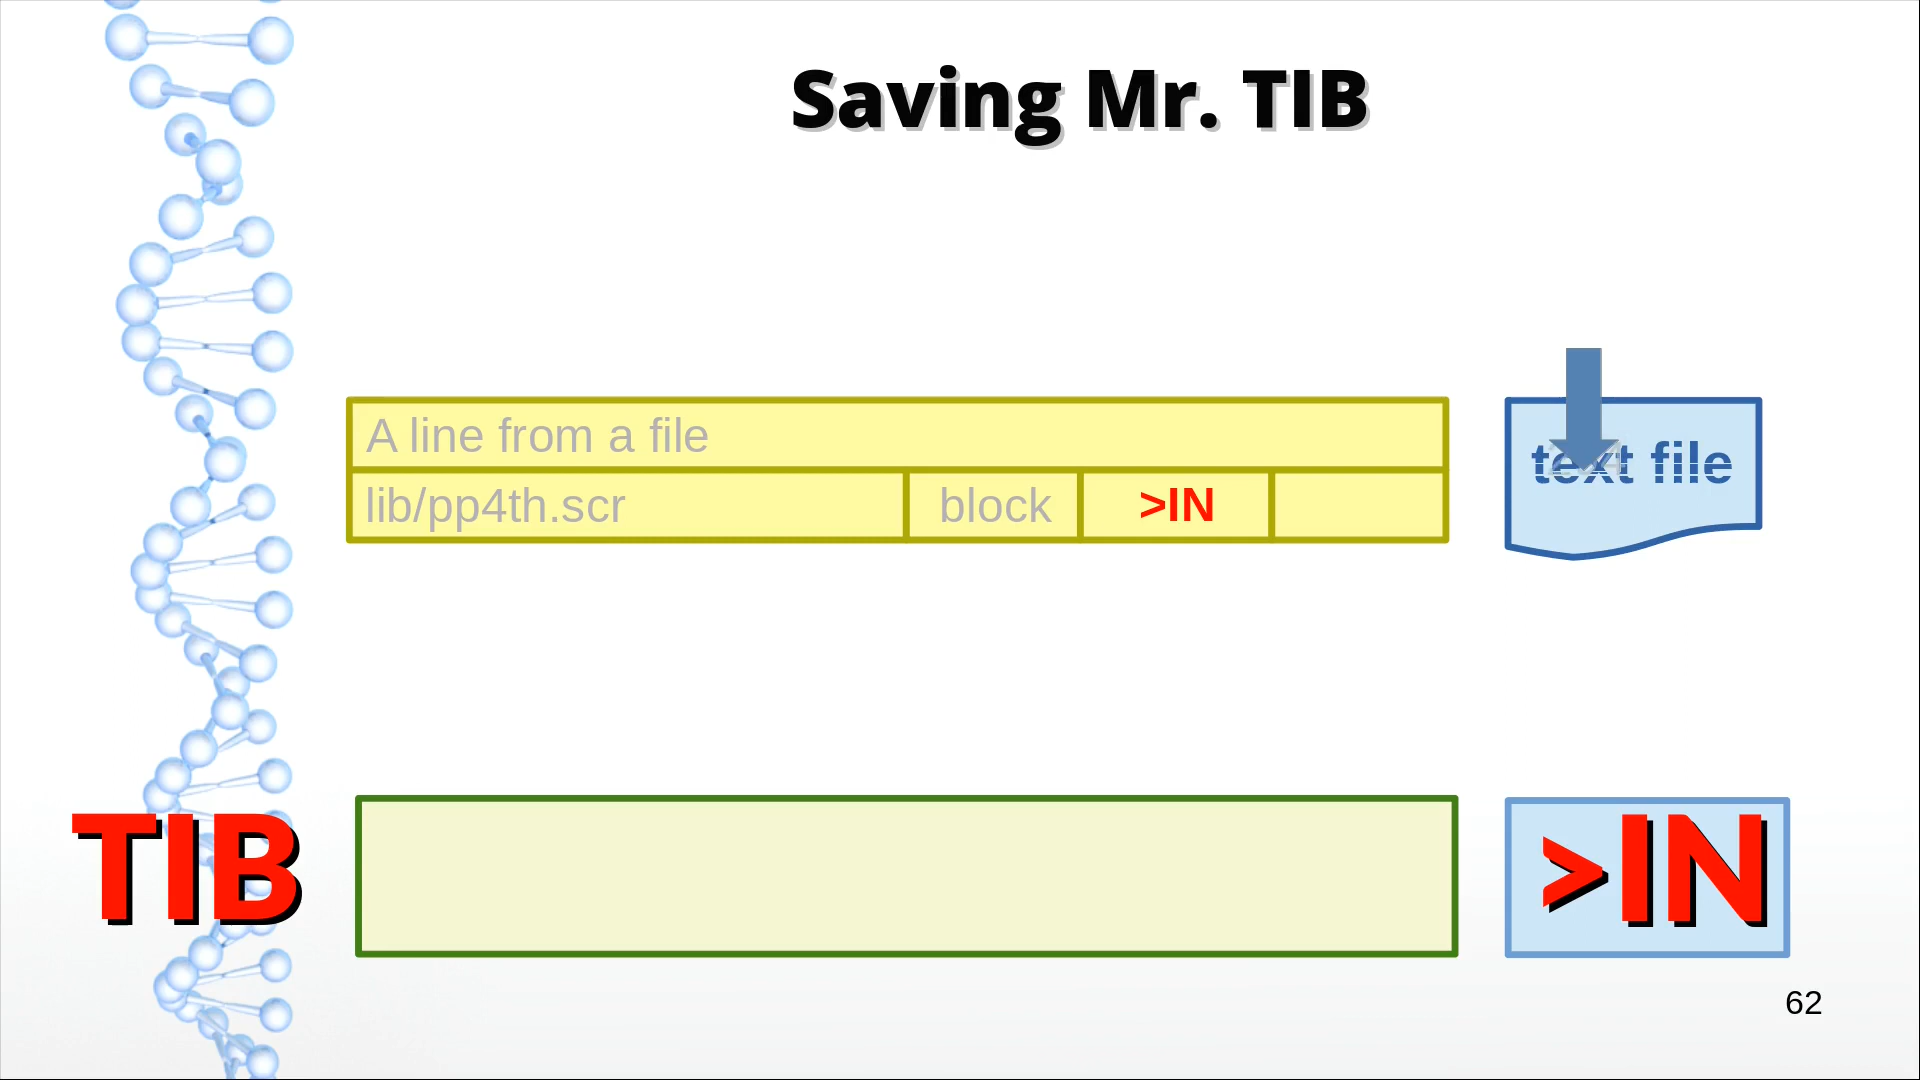 Saving Mr. TIB
A line from a file
lib/pp4th.scr block >IN
text file
TIB
>IN
62